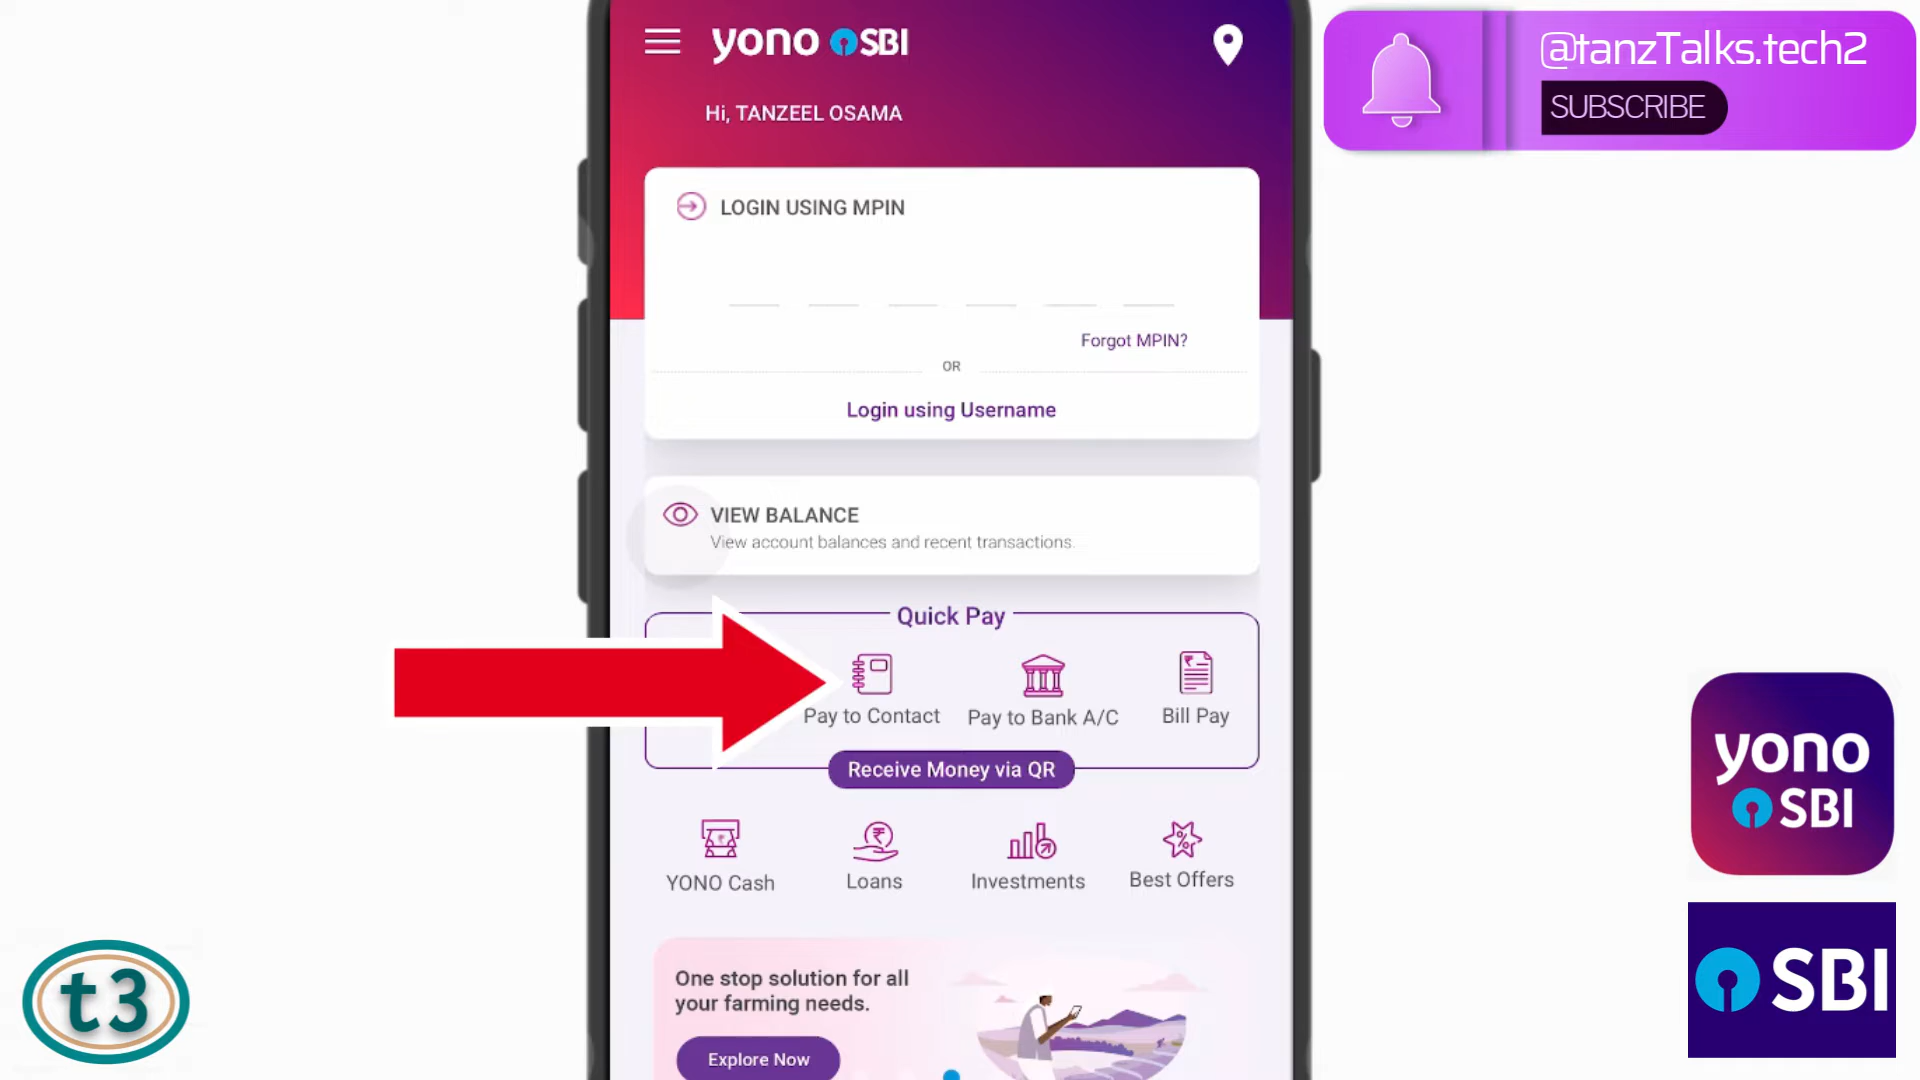 yono SBI
Hi, TANZEEL OSAMA
LOGIN USING MPIN
Forgot MPIN?
OR
Login using Username
VIEW BALANCE
View account balances and recent transactions.
Quick Pay
Pay to Contact
Pay to Bank A/C
Bill Pay
Receive Money via QR
YONO Cash
Loans
Investments
Best Offers
One stop solution for all
your farming needs.
Explore Now
@tanzTalks.tech2
SUBSCRIBE
yono
SBI
SBI
t3